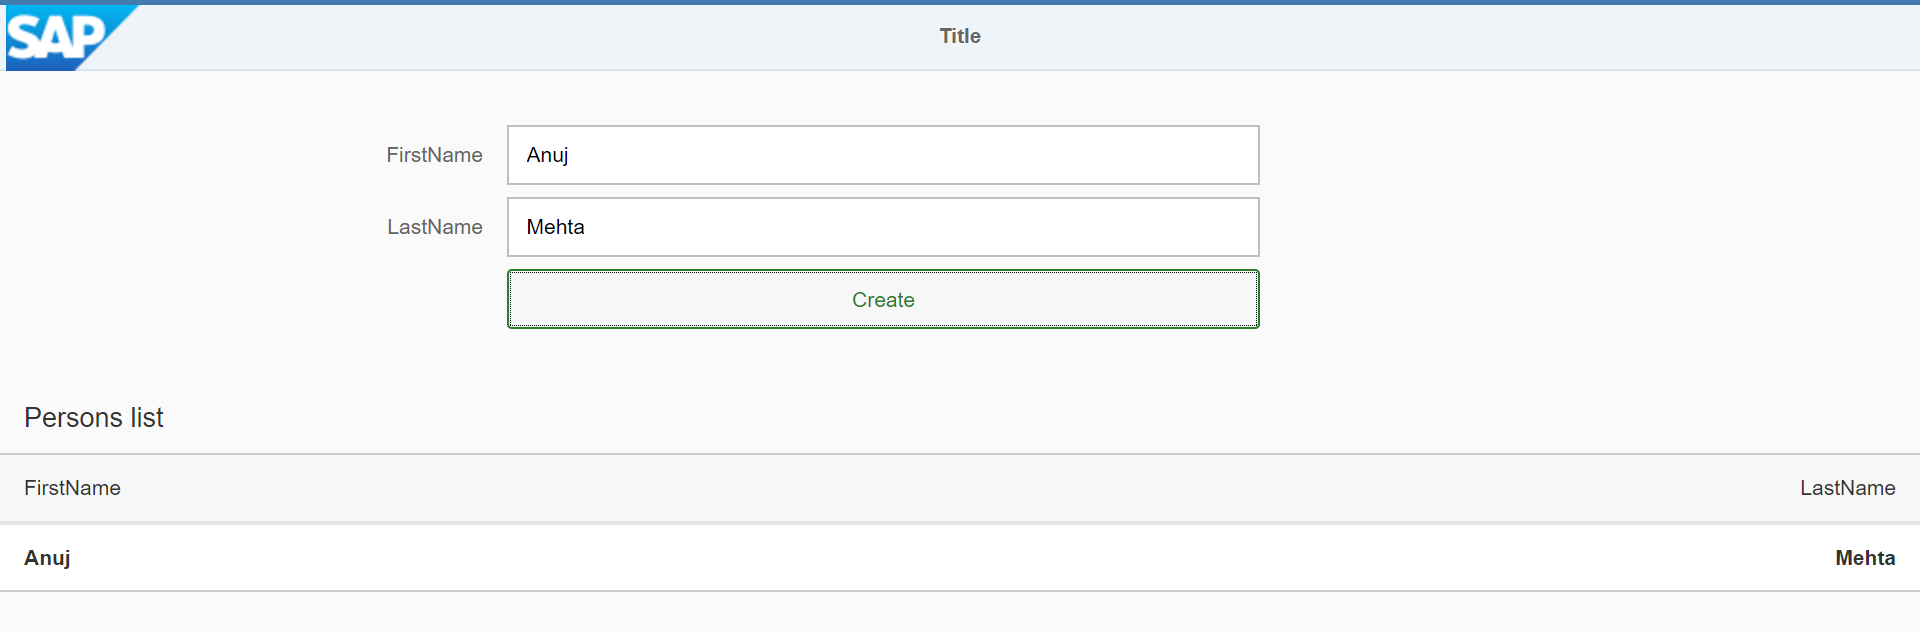 SAP
Title
FirstName Anuj
LastName Mehta
Create
Persons list
FirstName LastName
Anuj Mehta